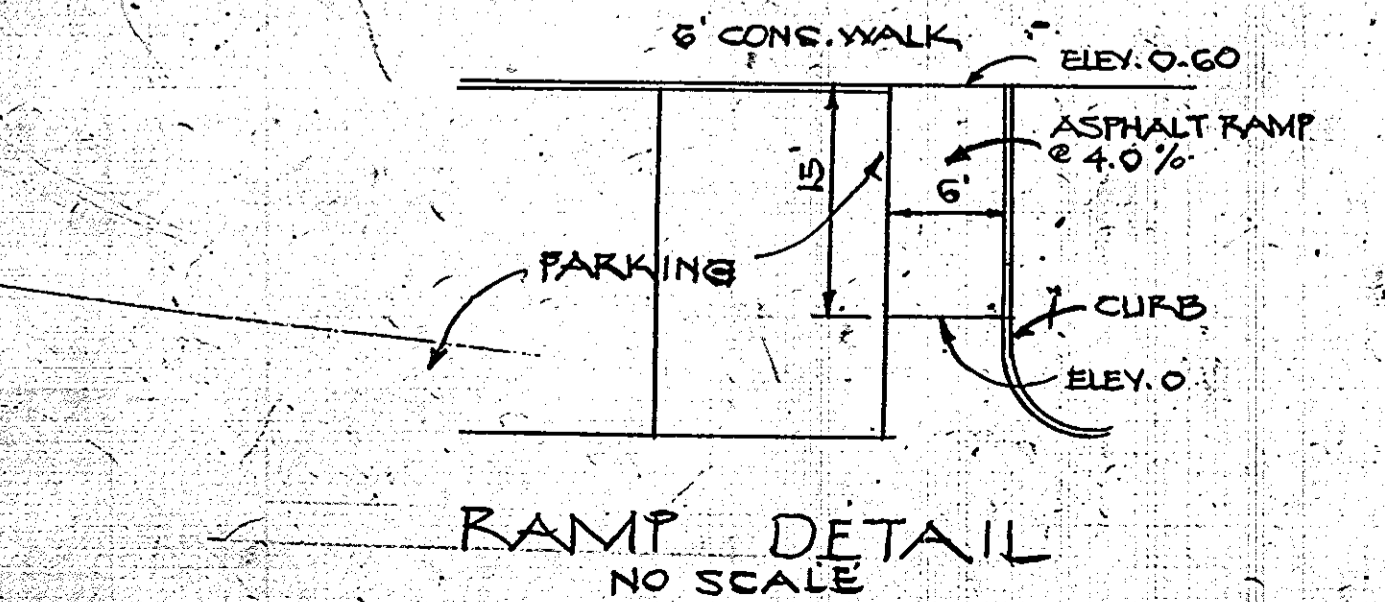 6' CONS. WALK
ELEV. 0.60
ASPHALT RAMP
@ 4.0%
15'
6'
PARKING
CURB
ELEV. 0
RAMP DETAIL
NO SCALE